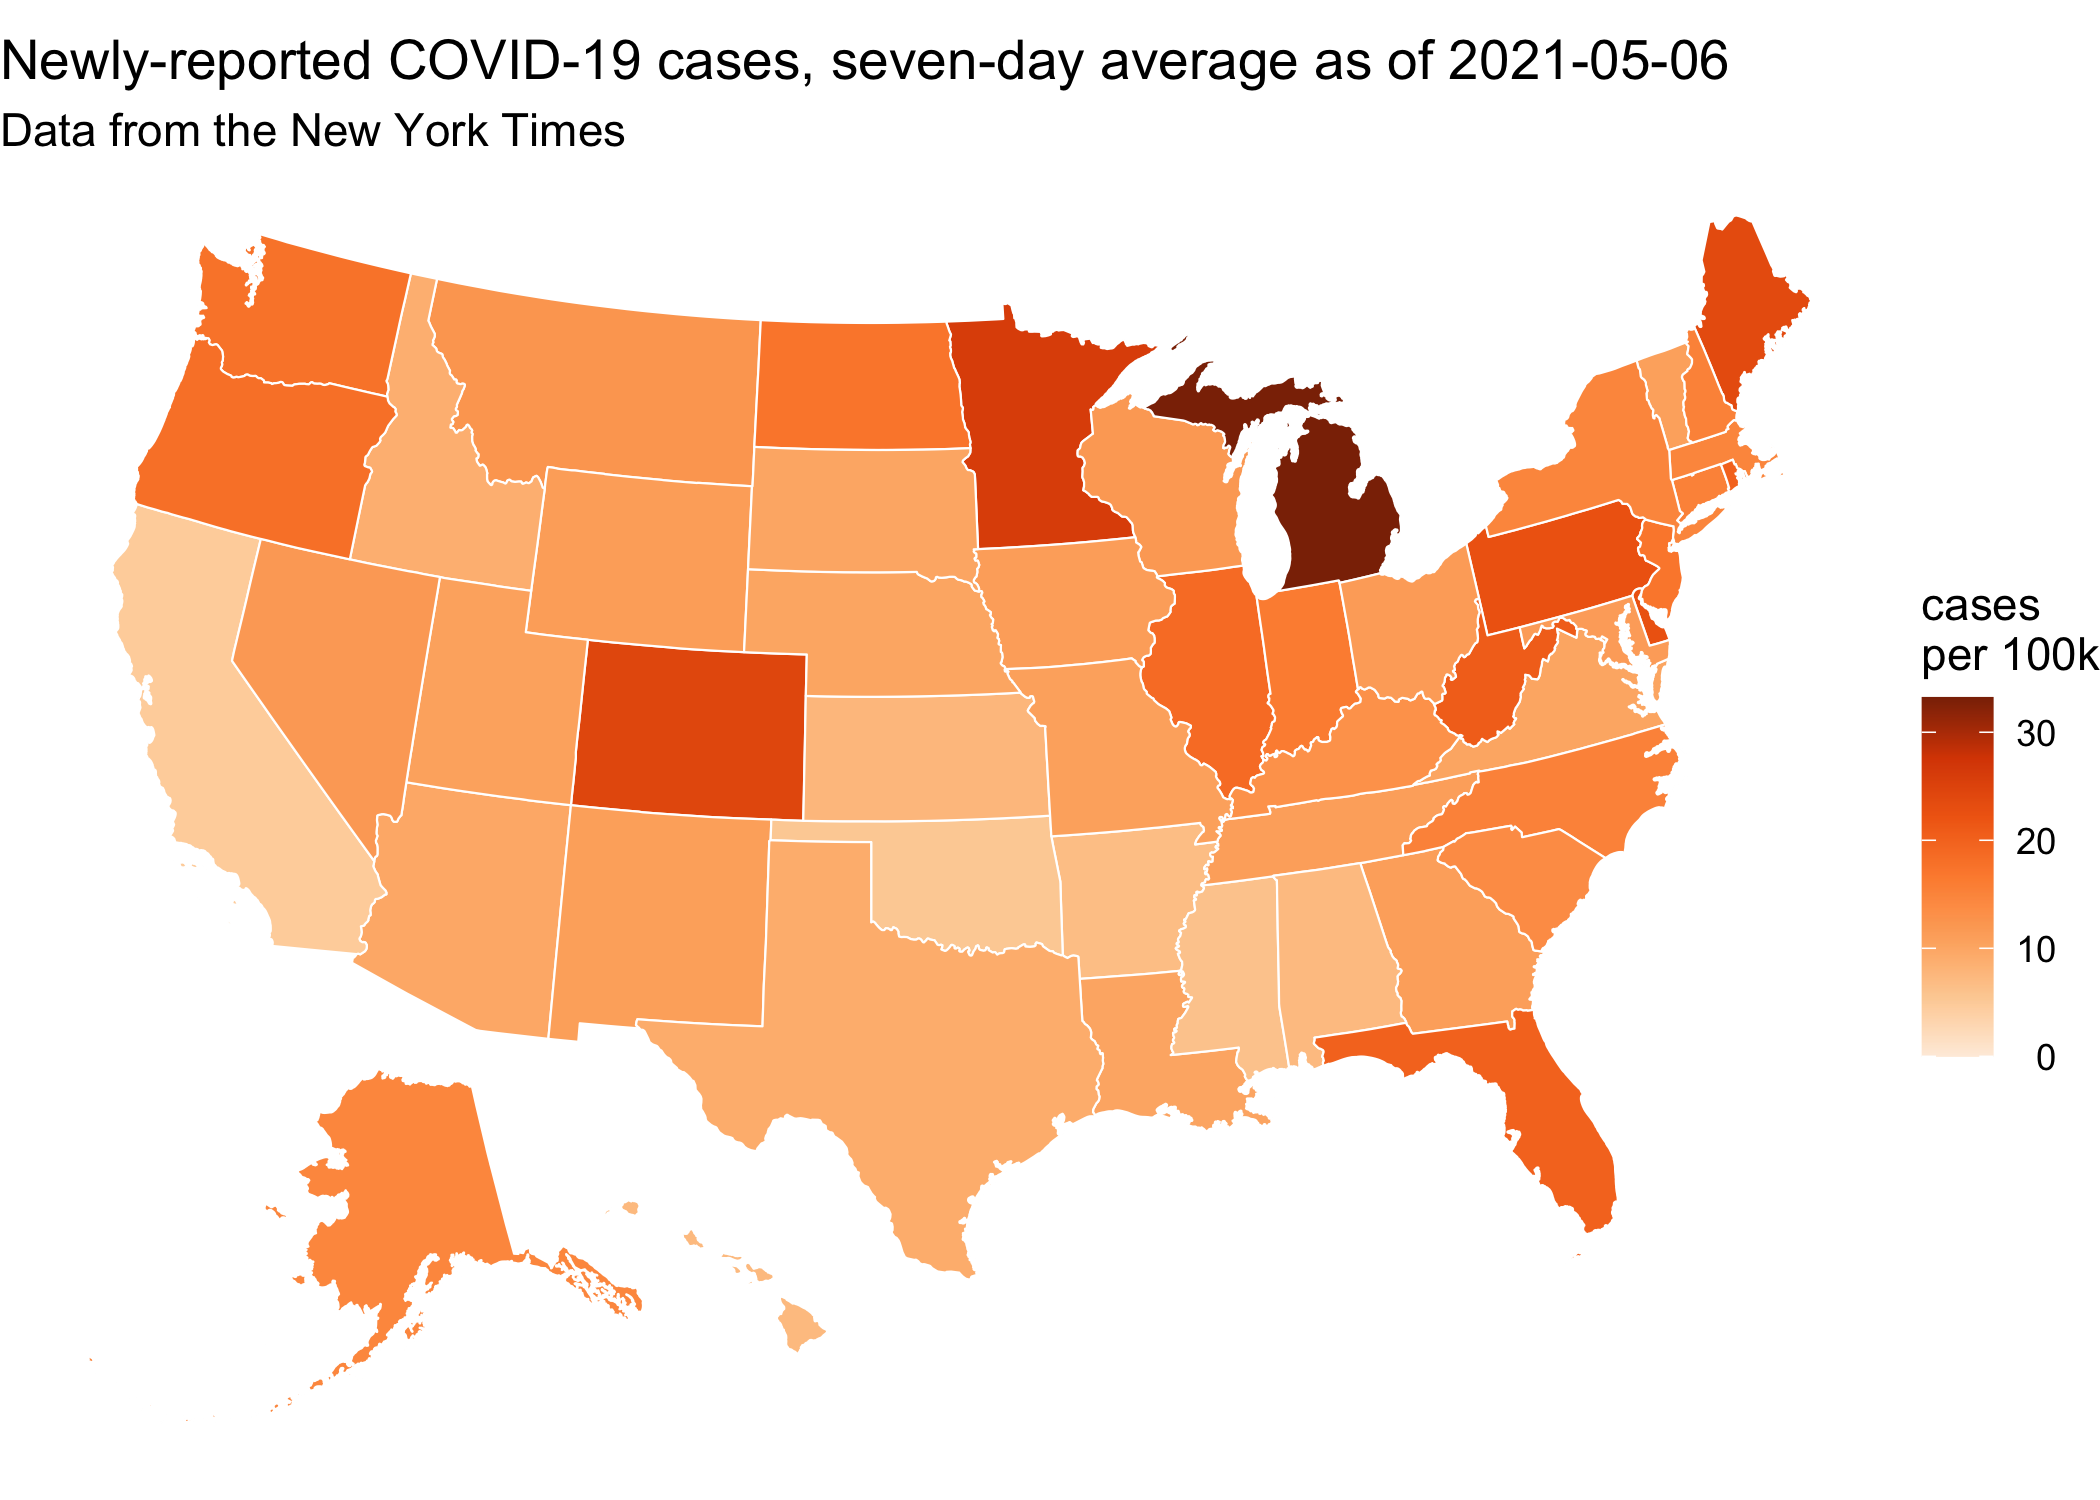 Newly-reported COVID-19 cases, seven-day average as of 2021-05-06
Data from the New York Times
cases
per 100k
30
20
10
0